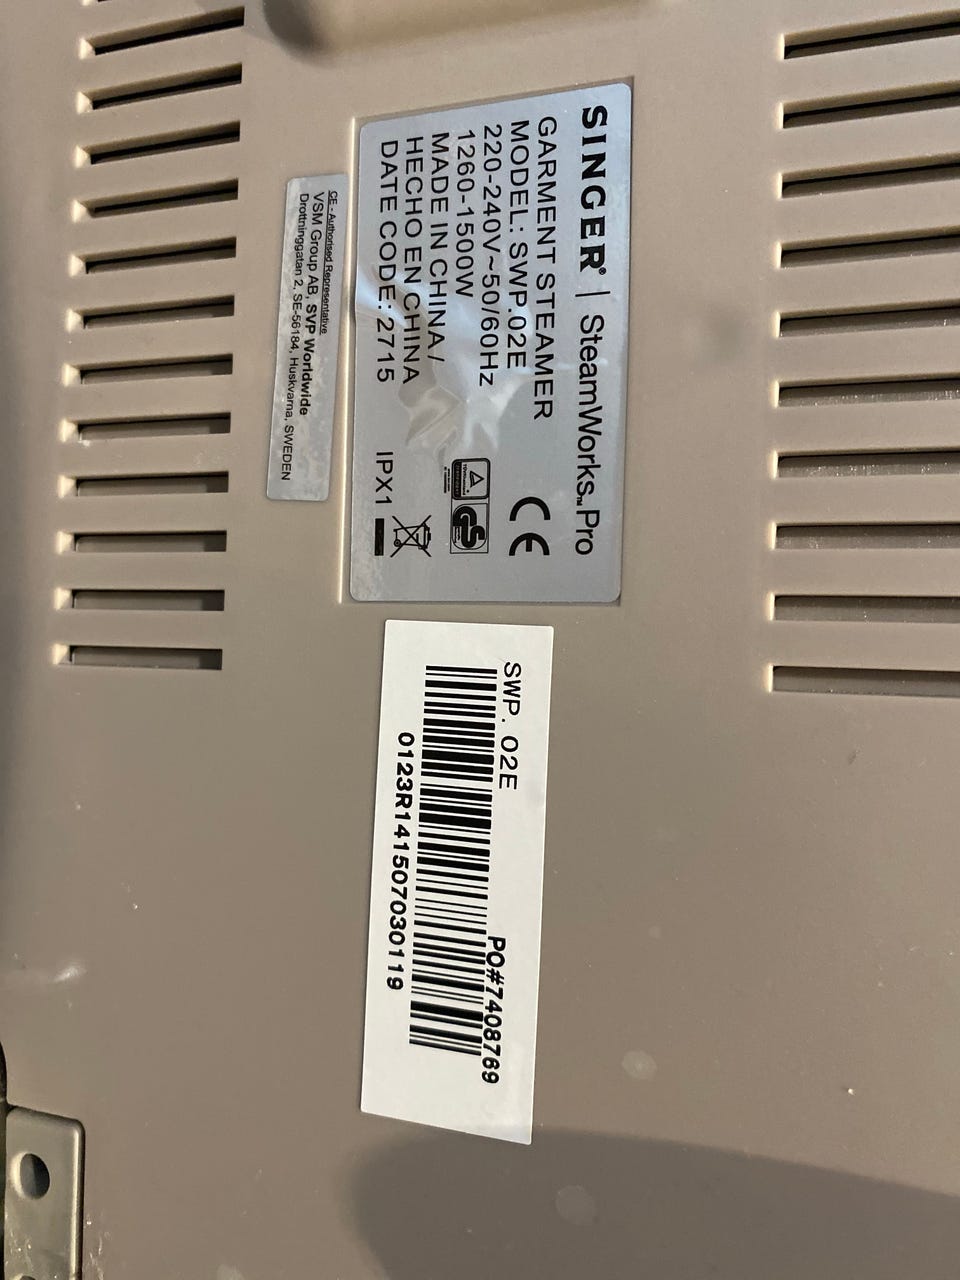 SINGER® | SteamWorks™ Pro
GARMENT STEAMER
MODEL: SWP.02E
220-240V~50/60Hz
1260-1500W
MADE IN CHINA /
HECHO EN CHINA
DATE CODE: 2715
IPX1
CE
GS
CE - Authorised Representative
VSM Group AB, SVP Worldwide
Drottninggatan 2, SE-56184, Huskvarna, SWEDEN
SWP. 02E
PO#7408769
0123R141507030119